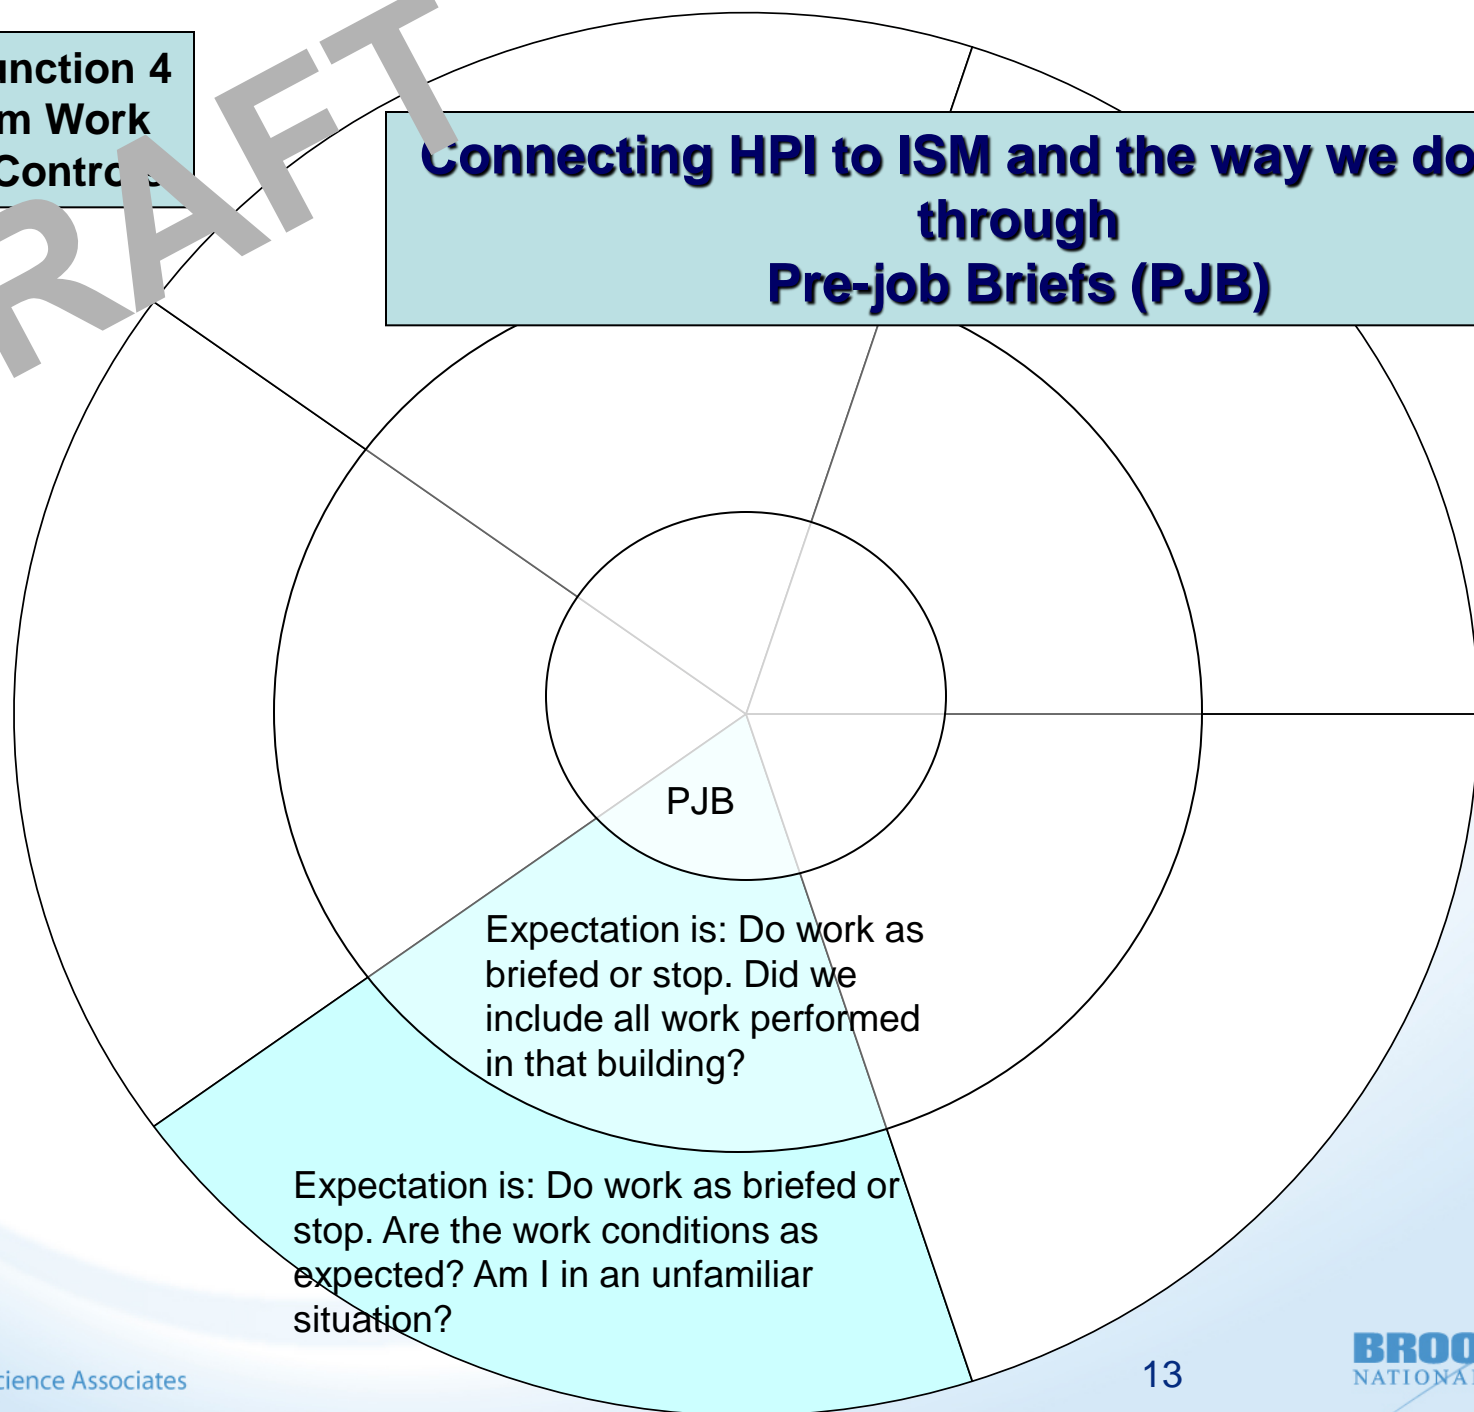 unction 4
m Work
Contro
RAFT
Connecting HPI to ISM and the way we do
through
Pre-job Briefs (PJB)
PJB
Expectation is: Do work as
briefed or stop. Did we
include all work performed
in that building?
Expectation is: Do work as briefed or
stop. Are the work conditions as
expected? Am I in an unfamiliar
situation?
cience Associates
13
BROO
NATIONA